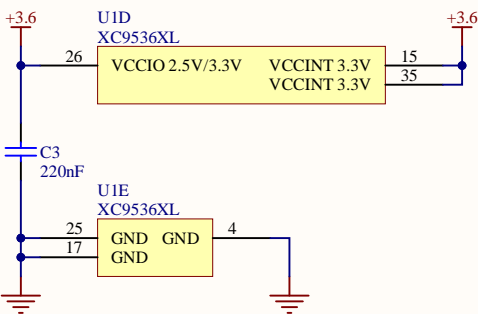 +3.6
U1D
+3.6
XC9536XL
26
VCCIO 2.5V/3.3V
VCCINT 3.3V
15
VCCINT 3.3V
35
C3
220nF
U1E
XC9536XL
25
GND
GND
4
17
GND